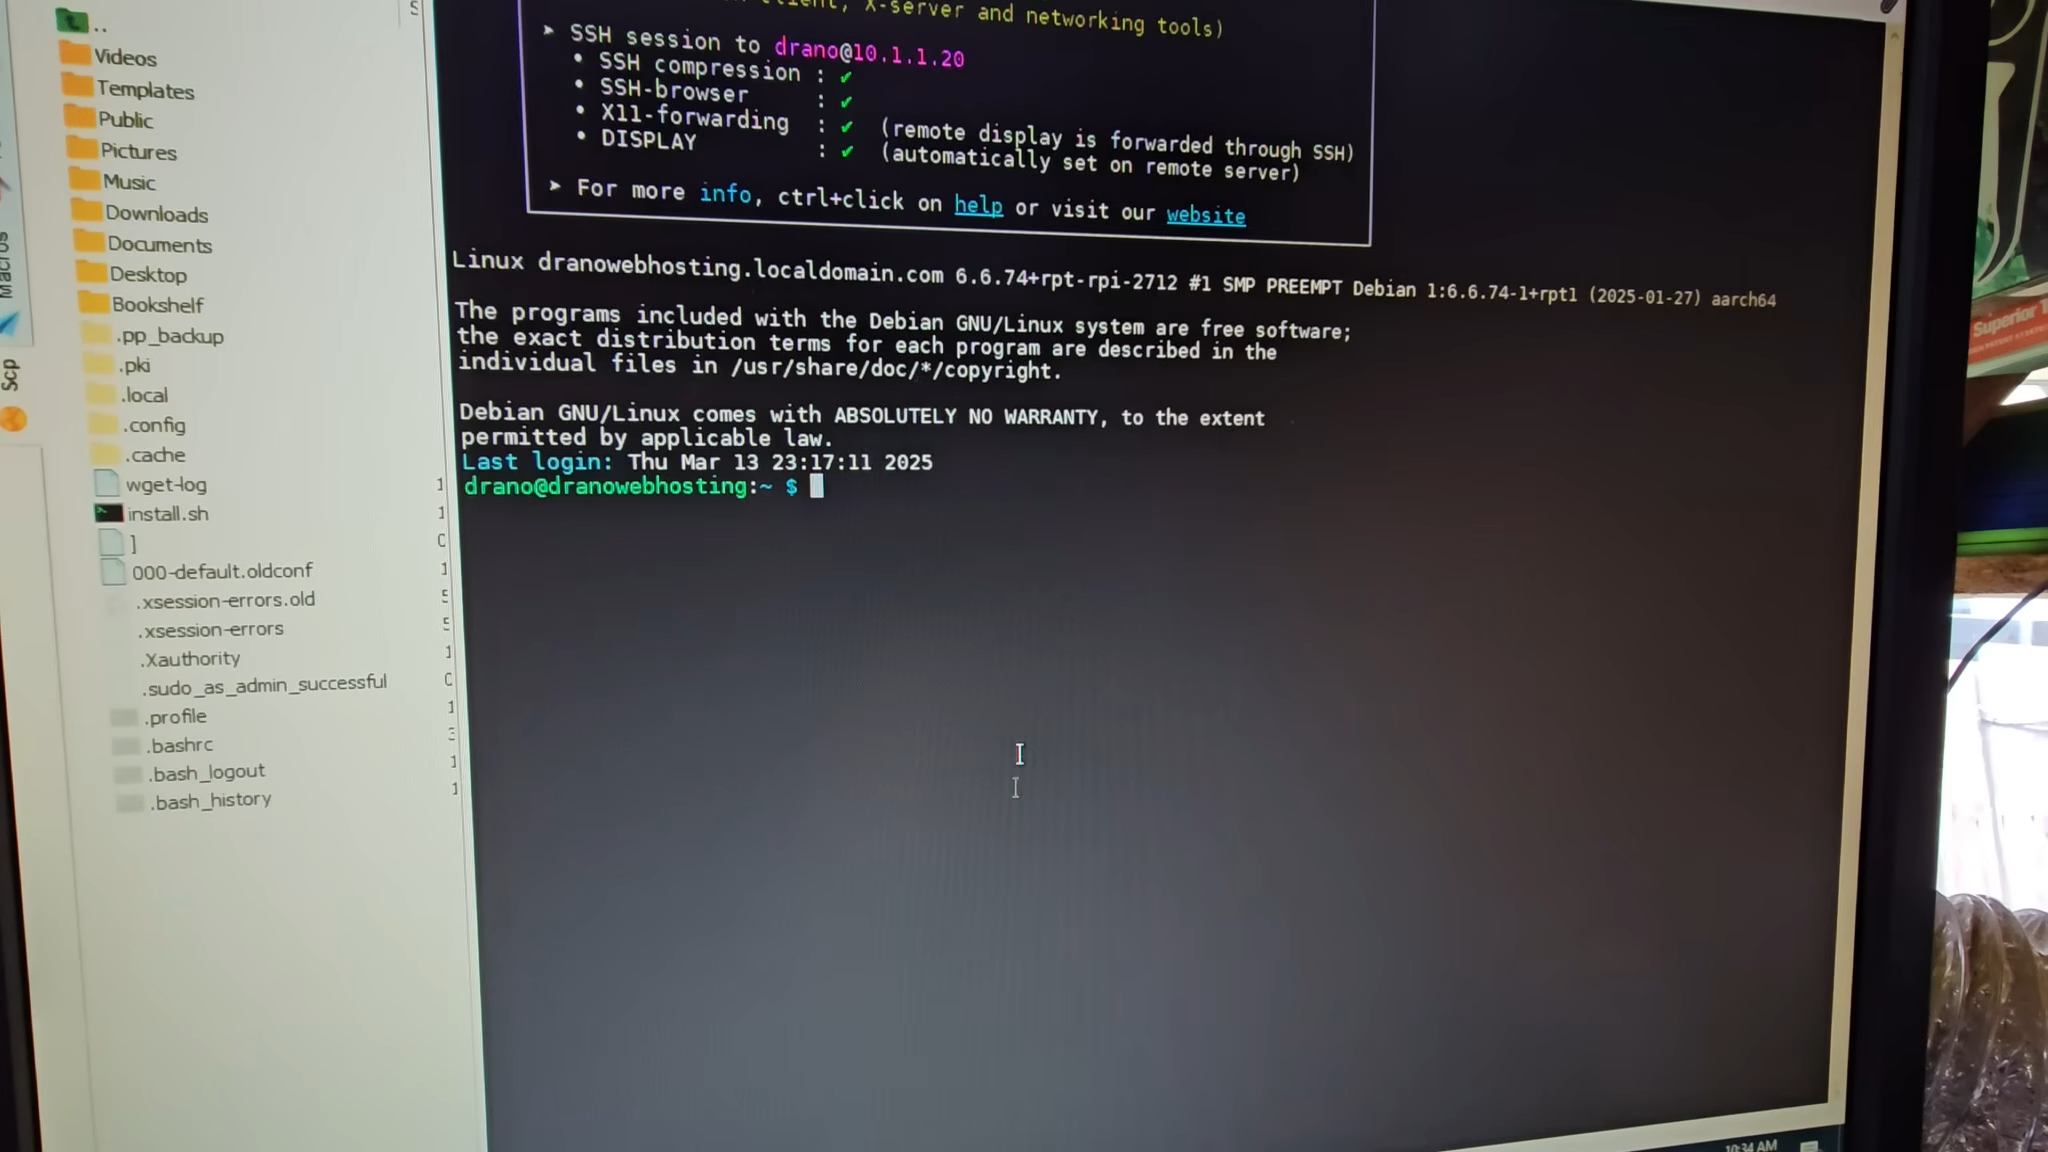 ..
Videos
Templates
Public
Pictures
Music
Downloads
Documents
Desktop
Bookshelf
.pp_backup
.pki
.local
.config
.cache
wget-log
install.sh
]
000-default.oldconf
.xsession-errors.old
.xsession-errors
.Xauthority
.sudo_as_admin_successful
.profile
.bashrc
.bash_logout
.bash_history
Macros
Scp
X-server and networking tools)
➤ SSH session to drano@10.1.1.20
• SSH compression : ✔
• SSH-browser : ✔
• X11-forwarding : ✔ (remote display is forwarded through SSH)
• DISPLAY : ✔ (automatically set on remote server)
➤ For more info, ctrl+click on help or visit our website
Linux dranowebhosting.localdomain.com 6.6.74+rpt-rpi-2712 #1 SMP PREEMPT Debian 1:6.6.74-1+rpt1 (2025-01-27) aarch64
The programs included with the Debian GNU/Linux system are free software;
the exact distribution terms for each program are described in the
individual files in /usr/share/doc/*/copyright.
Debian GNU/Linux comes with ABSOLUTELY NO WARRANTY, to the extent
permitted by applicable law.
Last login: Thu Mar 13 23:17:11 2025
drano@dranowebhosting:~ $
Superior
10:34 AM